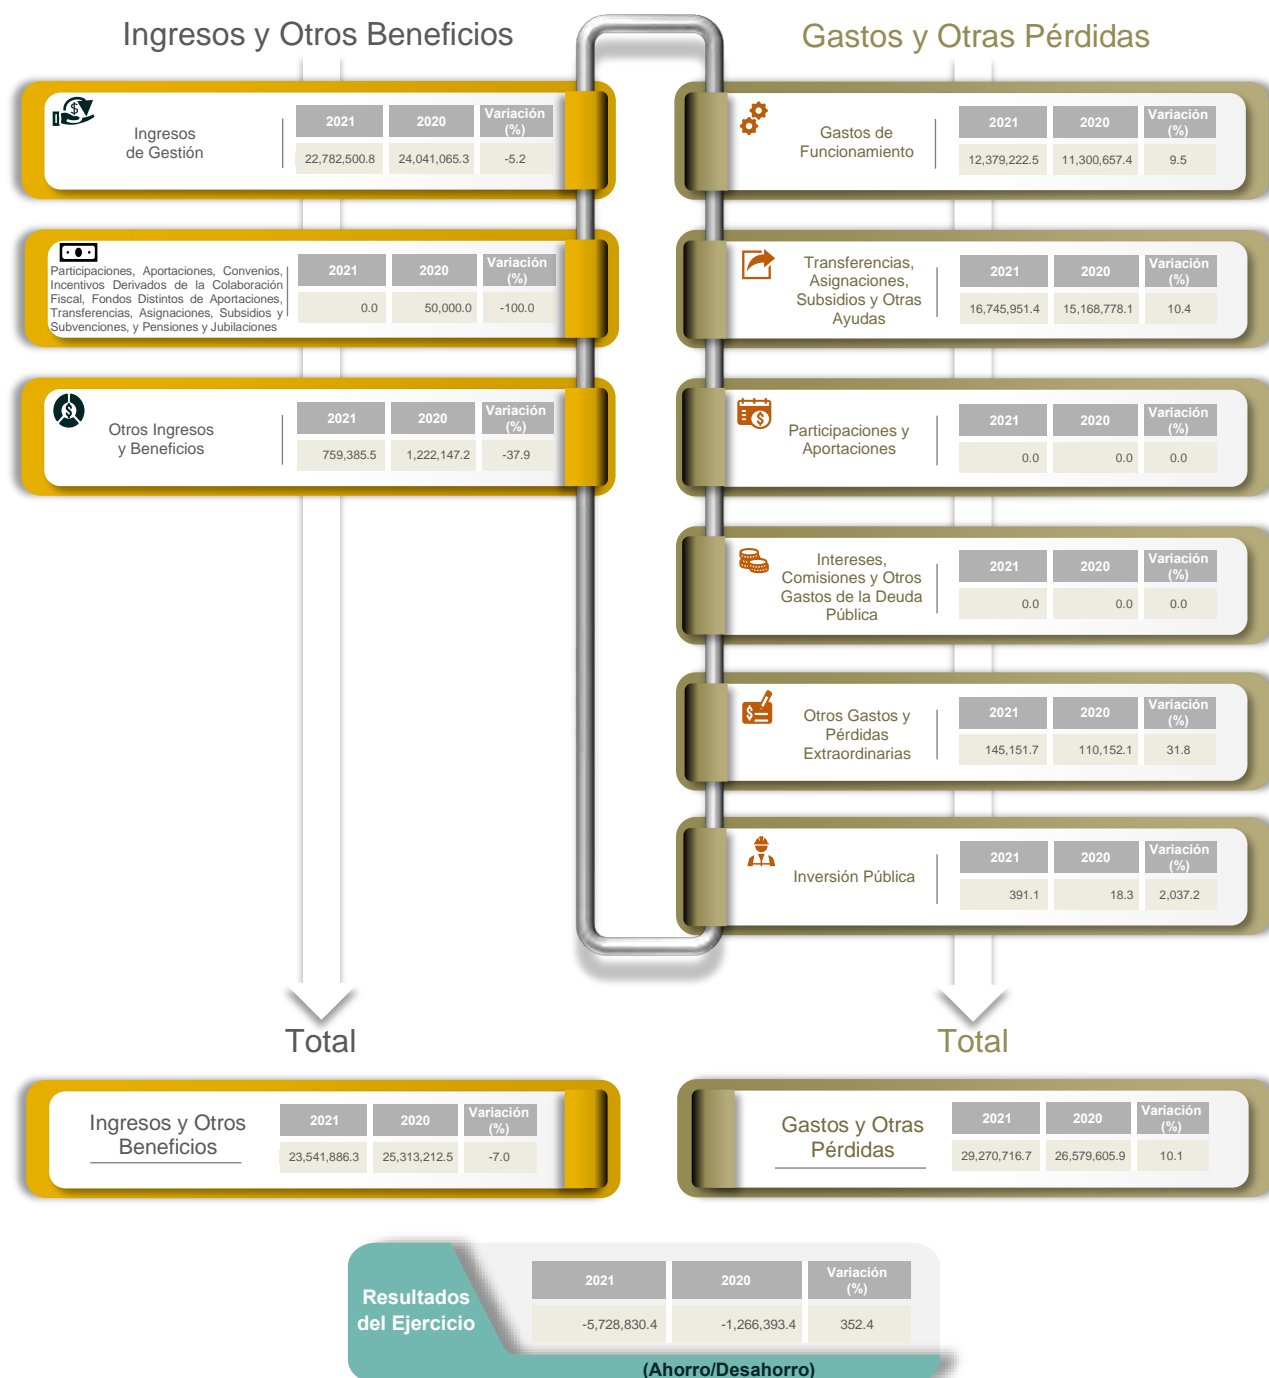 Ingresos y Otros Beneficios
Ingresos
de Gestión
2021 2020 Variación (%)
22,782,500.8 24,041,065.3 -5.2
Participaciones, Aportaciones, Convenios,
Incentivos Derivados de la Colaboración
Fiscal, Fondos Distintos de Aportaciones,
Transferencias, Asignaciones, Subsidios y
Subvenciones, y Pensiones y Jubilaciones
2021 2020 Variación (%)
0.0 50,000.0 -100.0
Otros Ingresos
y Beneficios
2021 2020 Variación (%)
759,385.5 1,222,147.2 -37.9
Total
Ingresos y Otros
Beneficios
2021 2020 Variación (%)
23,541,886.3 25,313,212.5 -7.0
Gastos y Otras Pérdidas
Gastos de
Funcionamiento
2021 2020 Variación (%)
12,379,222.5 11,300,657.4 9.5
Transferencias,
Asignaciones,
Subsidios y Otras
Ayudas
2021 2020 Variación (%)
16,745,951.4 15,168,778.1 10.4
Participaciones y
Aportaciones
2021 2020 Variación (%)
0.0 0.0 0.0
Intereses,
Comisiones y Otros
Gastos de la Deuda
Pública
2021 2020 Variación (%)
0.0 0.0 0.0
Otros Gastos y
Pérdidas
Extraordinarias
2021 2020 Variación (%)
145,151.7 110,152.1 31.8
Inversión Pública
2021 2020 Variación (%)
391.1 18.3 2,037.2
Total
Gastos y Otras
Pérdidas
2021 2020 Variación (%)
29,270,716.7 26,579,605.9 10.1
Resultados
del Ejercicio
2021 2020 Variación (%)
-5,728,830.4 -1,266,393.4 352.4
(Ahorro/Desahorro)